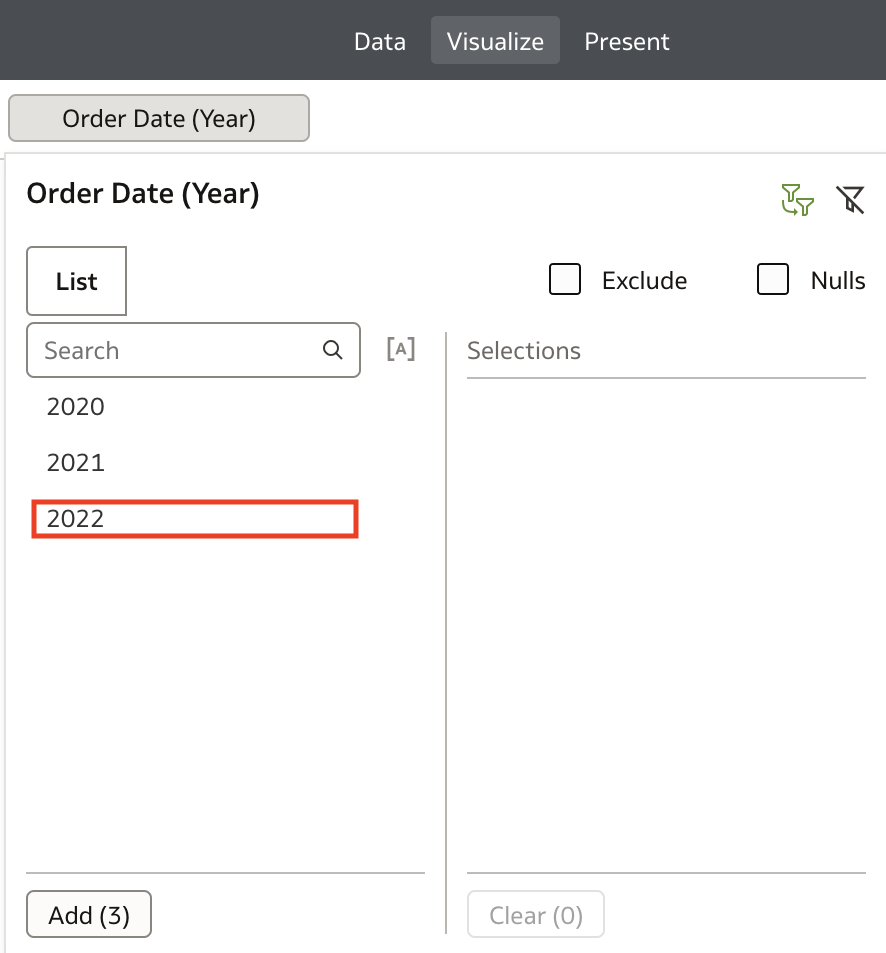 Data Visualize Present
Order Date (Year)
Order Date (Year)
List Exclude Nulls
Search [A] Selections
2020
2021
2022
Add (3) Clear (0)